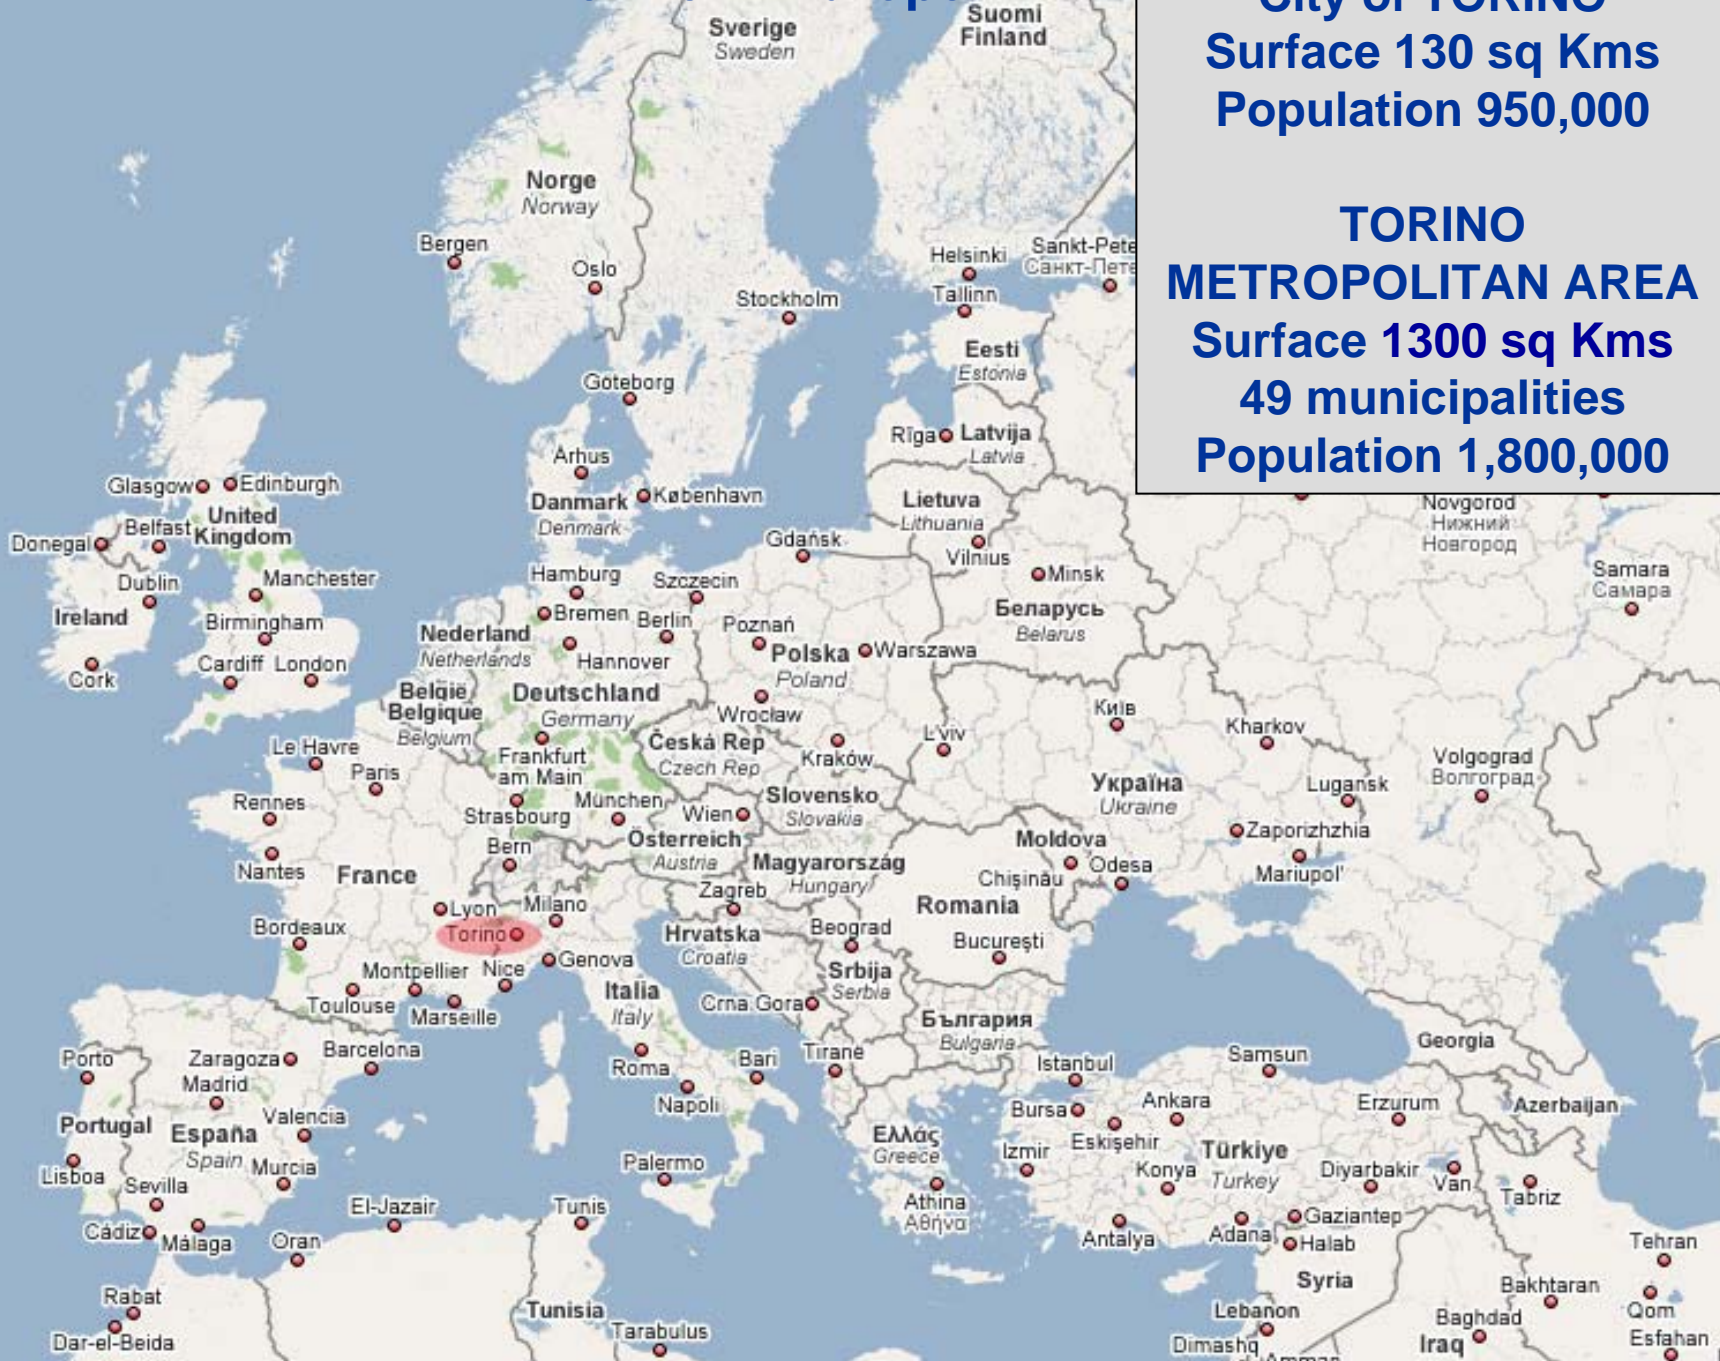 City of TORINO
Surface 130 sq Kms
Population 950,000
TORINO
METROPOLITAN AREA
Surface 1300 sq Kms
49 municipalities
Population 1,800,000
Sverige
Sweden
Suomi
Finland
Norge
Norway
Bergen
Oslo
Stockholm
Helsinki
Sankt-Pete
Санкт-Пете
Tallinn
Eesti
Estonia
Göteborg
Rīga
Latvija
Latvia
Århus
Glasgow
Edinburgh
Danmark
Denmark
København
Lietuva
Lithuania
Vilnius
Novgorod
Нижний
Новгород
United
Kingdom
Belfast
Donegal
Gdańsk
Minsk
Samara
Самара
Dublin
Manchester
Hamburg
Szczecin
Ireland
Birmingham
Bremen
Berlin
Poznań
Беларусь
Belarus
Nederland
Netherlands
Hannover
Polska
Poland
Warszawa
Cork
Cardiff
London
België
Belgique
Belgium
Deutschland
Germany
Wrocław
Київ
Kharkov
Le Havre
Paris
Frankfurt
am Main
Česká Rep
Czech Rep
Kraków
L'viv
Volgograd
Волгоград
Україна
Ukraine
Lugansk
Rennes
Strasbourg
München
Wien
Slovensko
Slovakia
Zaporizhzhia
Bern
Österreich
Austria
Moldova
Nantes
France
Magyarország
Hungary
Chişinău
Odesa
Mariupol'
Zagreb
Romania
Lyon
Milano
Bordeaux
Torino
Hrvatska
Croatia
Beograd
Bucureşti
Genova
Montpellier
Nice
Toulouse
Marseille
Italia
Italy
Srbija
Serbia
Crna Gora
България
Bulgaria
Georgia
Porto
Zaragoza
Barcelona
Roma
Bari
Tiranë
Istanbul
Samsun
Madrid
Napoli
Bursa
Ankara
Erzurum
Azerbaijan
Portugal
España
Spain
Valencia
Ελλάς
Greece
Eskişehir
Izmir
Türkiye
Turkey
Lisboa
Sevilla
Murcia
Palermo
Konya
Diyarbakir
Van
Tabriz
Athina
Αθήνα
El-Jazair
Tunis
Cádiz
Málaga
Oran
Antalya
Adana
Gaziantep
Halab
Tehran
Syria
Rabat
Tunisia
Lebanon
Bakhtaran
Qom
Baghdad
Dar-el-Beida
Tarabulus
Dimashq
Iraq
Esfahan